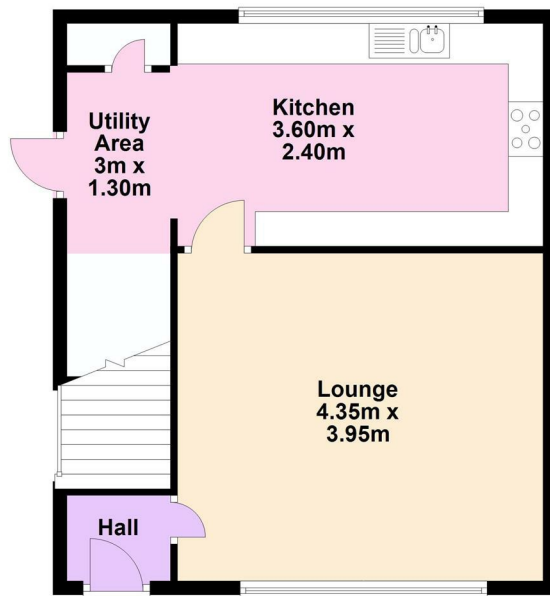 Utility
Area
3m x
1.30m
Kitchen
3.60m x
2.40m
Lounge
4.35m x
3.95m
Hall